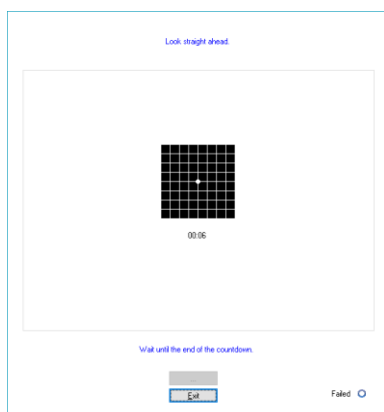 Look straight ahead.
00:06
Wait until the end of the countdown.
...
Exit
Failed